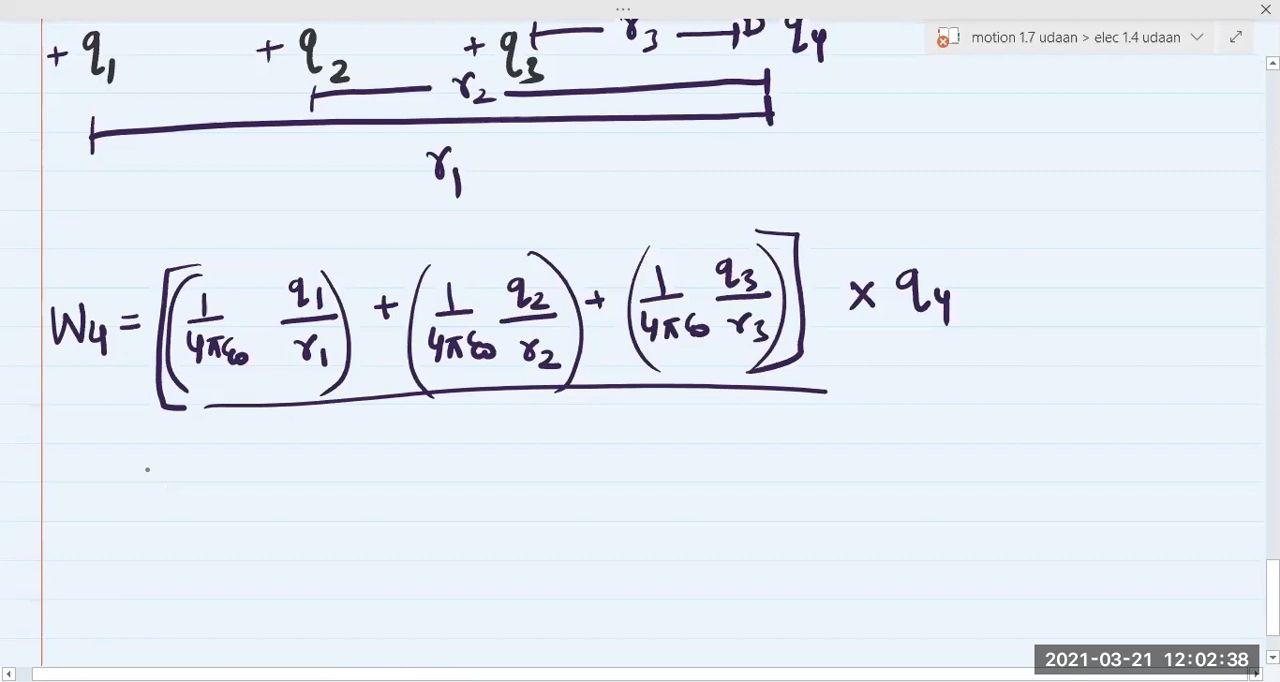 ...
motion 1.7 udaan > elec 1.4 udaan
+ q₁ + q₂ + q₃ r₃ D q₄
r₂
r₁
W₄ = [(1/4πε₀ q₁/r₁) + (1/4πε₀ q₂/r₂) + (1/4πε₀ q₃/r₃)] × q₄
2021-03-21 12:02:38